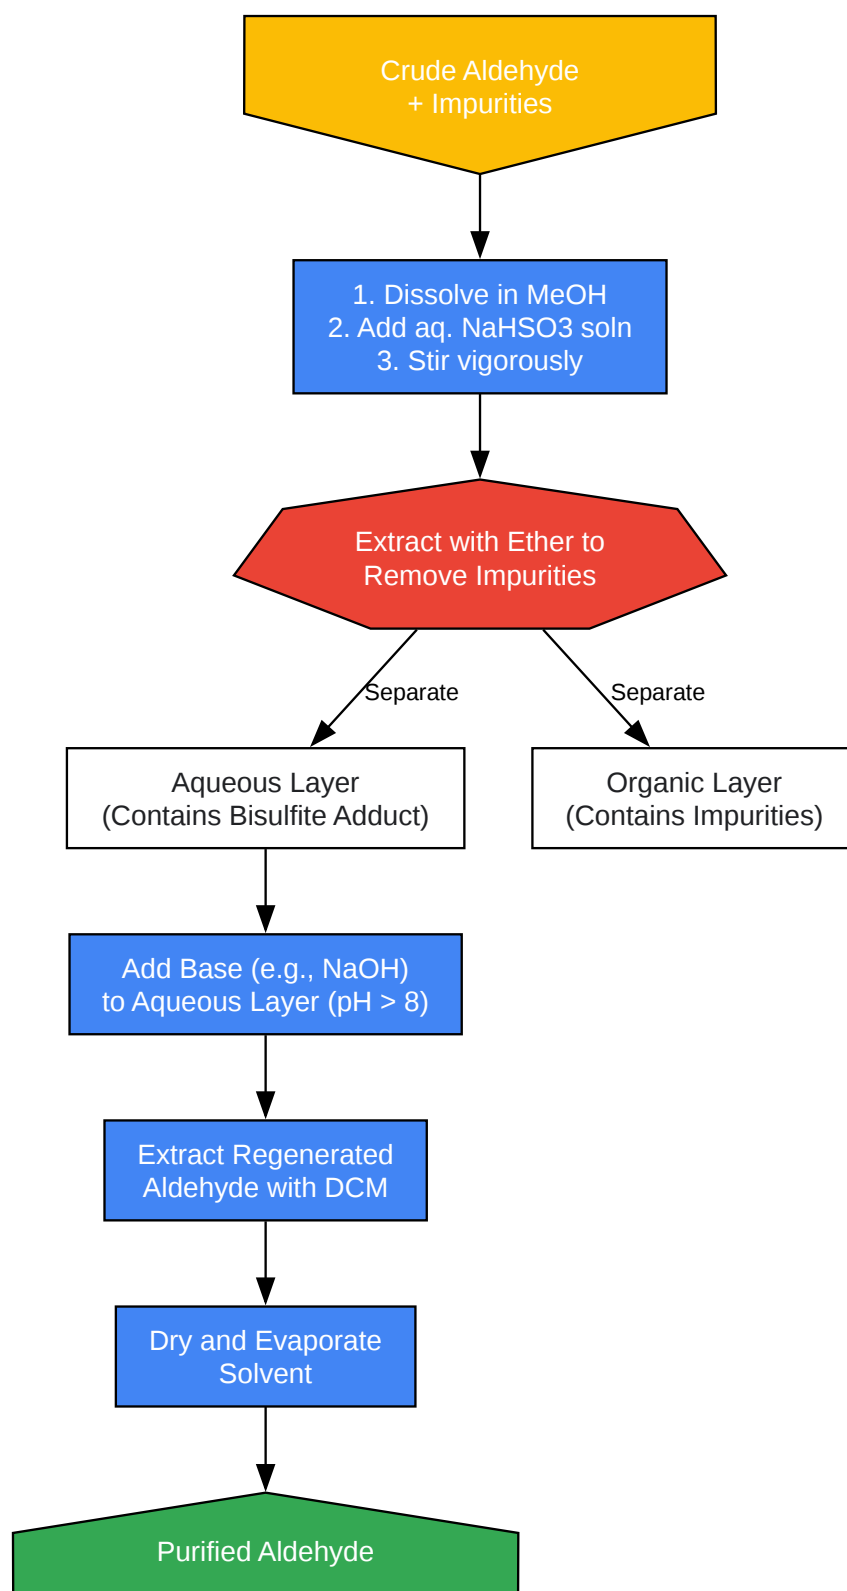 Crude Aldehyde
+ Impurities
1. Dissolve in MeOH
2. Add aq. NaHSO3 soln
3. Stir vigorously
Extract with Ether to
Remove Impurities
Separate
Separate
Aqueous Layer
(Contains Bisulfite Adduct)
Organic Layer
(Contains Impurities)
Add Base (e.g., NaOH)
to Aqueous Layer (pH > 8)
Extract Regenerated
Aldehyde with DCM
Dry and Evaporate
Solvent
Purified Aldehyde